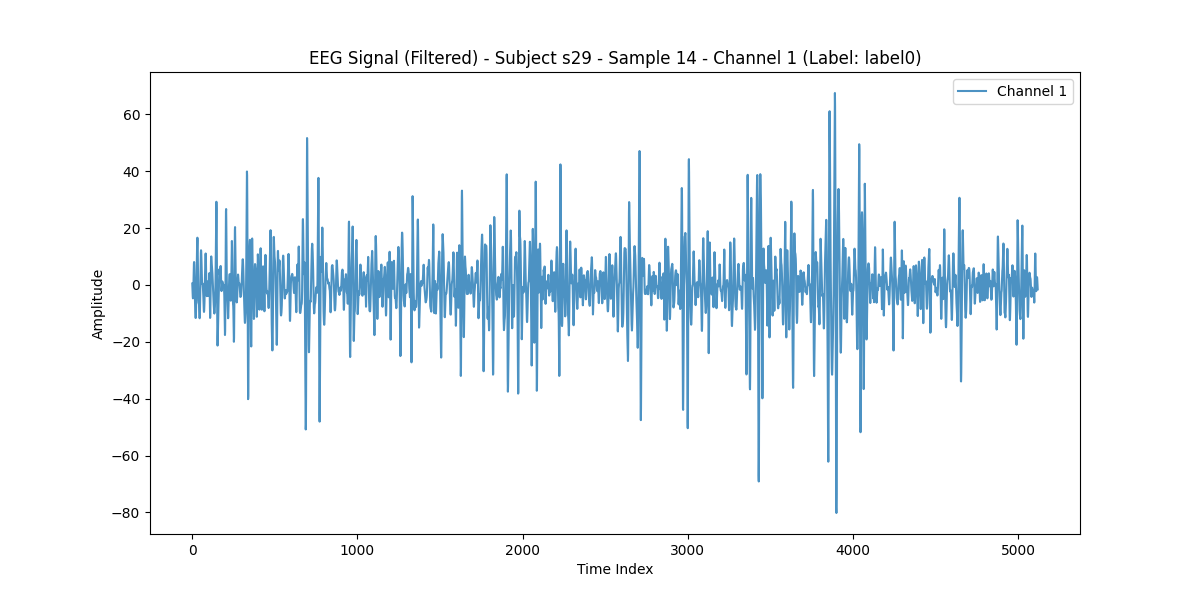 EEG Signal (Filtered) - Subject s29 - Sample 14 - Channel 1 (Label: label0)
Channel 1
60
40
20
0
−20
−40
−60
−80
Amplitude
0 1000 2000 3000 4000 5000
Time Index